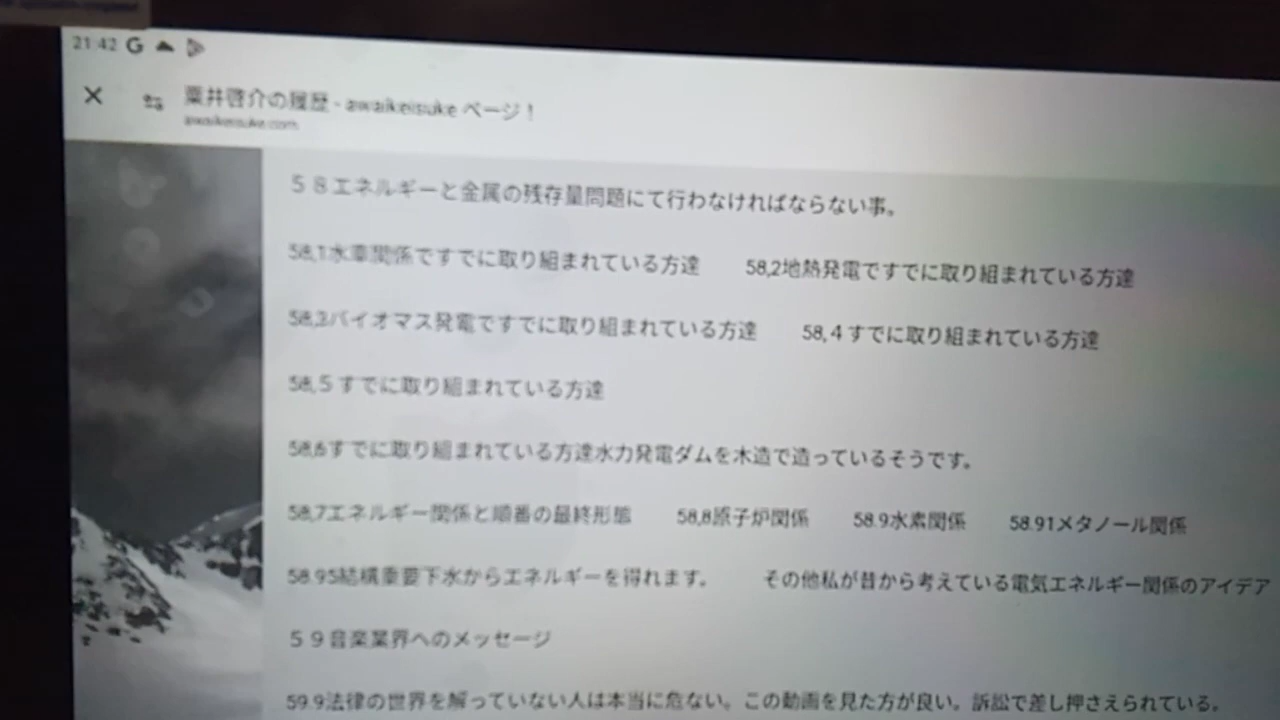 21:42
粟井啓介の履歴 - awaikeisuke ページ！
awaikeisuke.com
５８エネルギーと金属の残存量問題にて行わなければならない事。
58,1水車関係ですでに取り組まれている方達　58,2地熱発電ですでに取り組まれている方達
58,3バイオマス発電ですでに取り組まれている方達　58,４すでに取り組まれている方達
58,５すでに取り組まれている方達
58,6すでに取り組まれている方達水力発電ダムを木造で造っているそうです。
58,7エネルギー関係と順番の最終形態　58,8原子炉関係　58.9水素関係　58.91メタノール関係
58.95結構重要下水からエネルギーを得れます。　その他私が昔から考えている電気エネルギー関係のアイデア
５９音楽業界へのメッセージ
59.9法律の世界を解っていない人は本当に危ない。この動画を見た方が良い。訴訟で差し押さえられている。